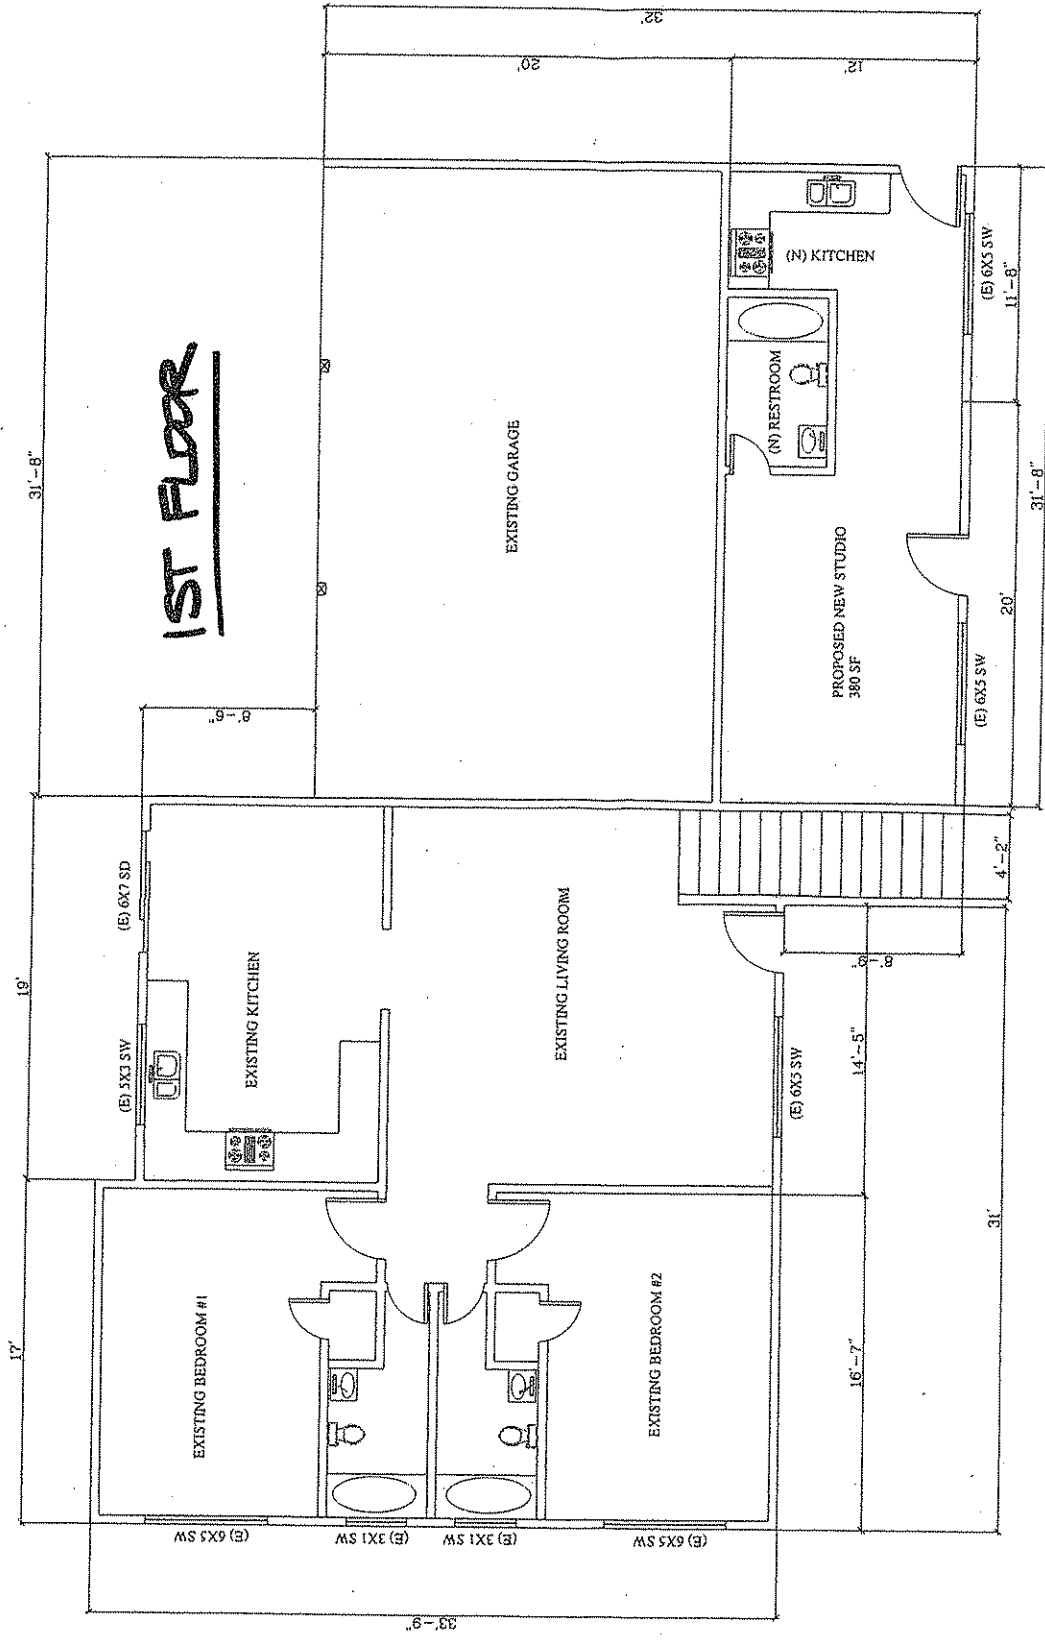 1ST FLOOR
17'
19'
31'-8"
(E) 5X3 SW
(E) 6X7 SD
8'-6"
32'
20'
12'
33'-9"
(E) 6X5 SW
(E) 3X1 SW
(E) 3X1 SW
(E) 6X5 SW
EXISTING BEDROOM #1
EXISTING KITCHEN
EXISTING LIVING ROOM
EXISTING BEDROOM #2
EXISTING GARAGE
(N) RESTROOM
(N) KITCHEN
PROPOSED NEW STUDIO
380 SF
(E) 6X5 SW
(E) 6X5 SW
(E) 6X5 SW
8'-9"
16'-7"
14'-5"
4'-2"
20'
11'-8"
31'
31'-8"